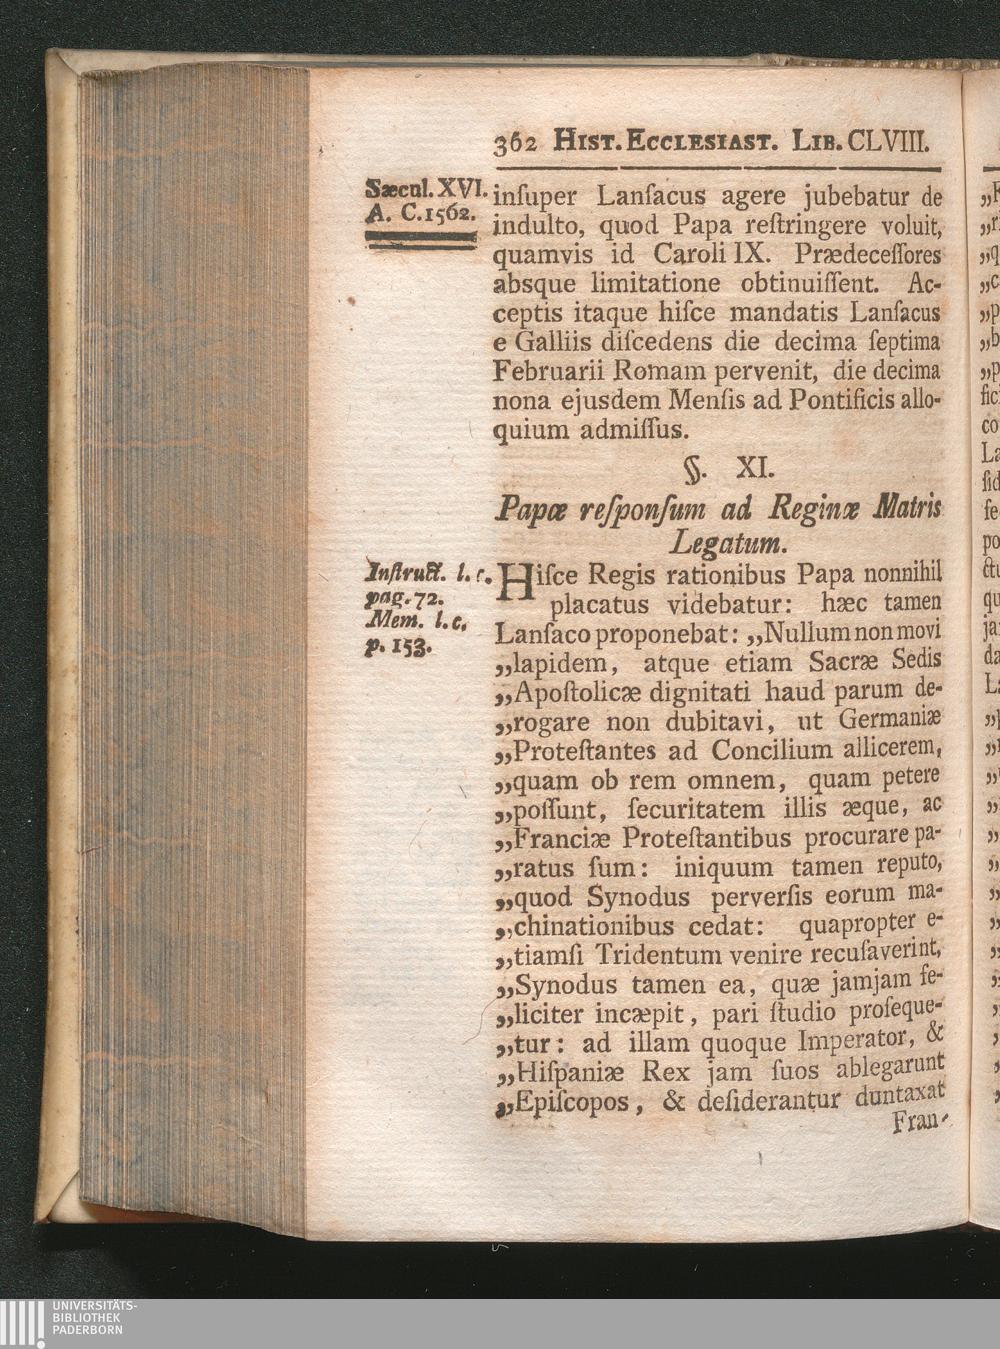 362 HIST. ECCLESIAST. LIB. CLVIII.
Sæcul. XVI.
A. C. 1562.
inſuper Lanſacus agere jubebatur de
indulto, quod Papa reſtringere voluit,
quamvis id Caroli IX. Prædeceſſores
absque limitatione obtinuiſſent. Ac-
ceptis itaque hiſce mandatis Lanſacus
e Galliis diſcedens die decima ſeptima
Februarii Romam pervenit, die decima
nona ejusdem Menſis ad Pontificis allo-
quium admiſſus.
§. XI.
Papæ reſponſum ad Reginæ Matris
Legatum.
Inſtruct. l. c.
pag. 72.
Mem. l. c.
p. 153.
Hiſce Regis rationibus Papa nonnihil
placatus videbatur: hæc tamen
Lanſaco proponebat: „Nullum non movi
„lapidem, atque etiam Sacræ Sedis
„Apoſtolicæ dignitati haud parum de-
„rogare non dubitavi, ut Germaniæ
„Proteſtantes ad Concilium allicerem,
„quam ob rem omnem, quam petere
„poſſunt, ſecuritatem illis æque, ac
„Franciæ Proteſtantibus procurare pa-
„ratus ſum: iniquum tamen reputo,
„quod Synodus perverſis eorum ma-
„chinationibus cedat: quapropter e-
„tiamſi Tridentum venire recuſaverint,
„Synodus tamen ea, quæ jamjam fe-
„liciter incæpit, pari ſtudio proſeque-
„tur: ad illam quoque Imperator, &
„Hiſpaniæ Rex jam ſuos ablegarunt
„Epiſcopos, & deſiderantur duntaxat
Fran-
UNIVERSITÄTS-
BIBLIOTHEK
PADERBORN